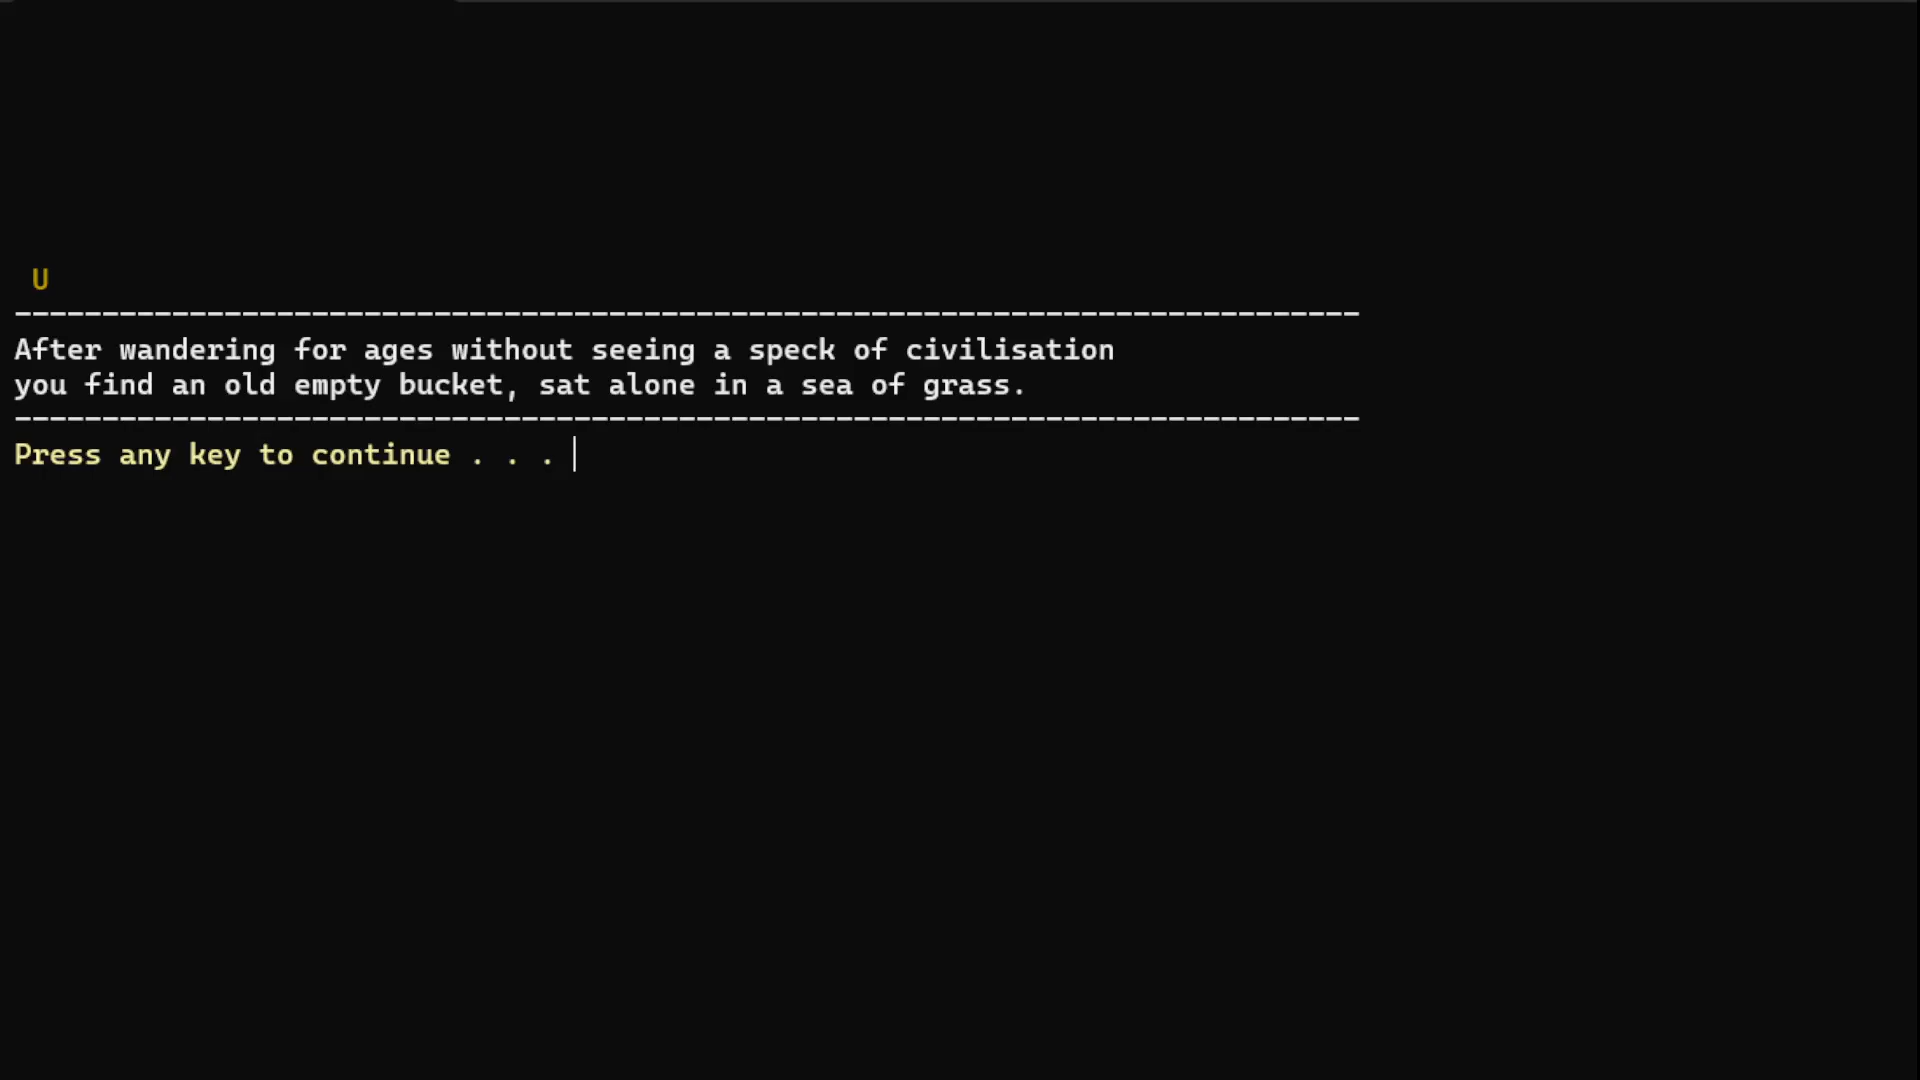 U
-----------------------------------------------------------------------------
After wandering for ages without seeing a speck of civilisation
you find an old empty bucket, sat alone in a sea of grass.
-----------------------------------------------------------------------------
Press any key to continue . . .